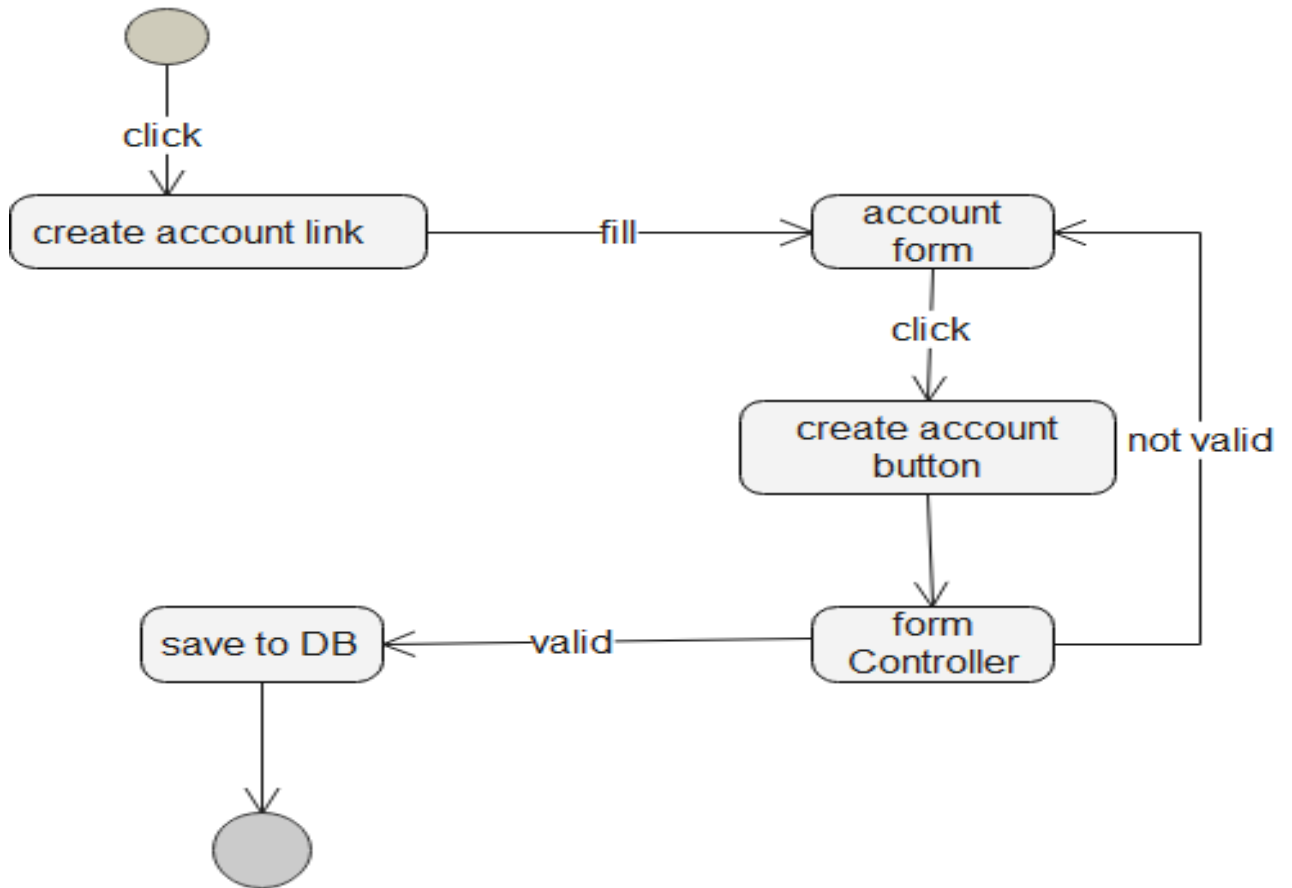 click
create account link
fill
account
form
click
create account
button
not valid
form
Controller
valid
save to DB